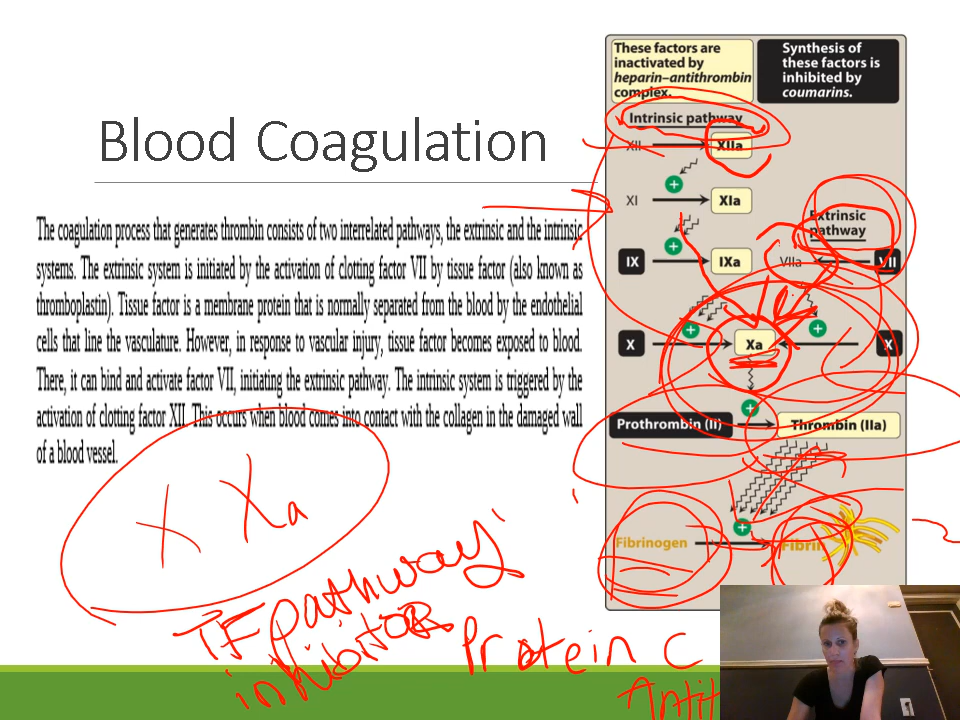 Blood Coagulation
The coagulation process that generates thrombin consists of two interrelated pathways, the extrinsic and the intrinsic
systems. The extrinsic system is initiated by the activation of clotting factor VII by tissue factor (also known as
thromboplastin). Tissue factor is a membrane protein that is normally separated from the blood by the endothelial
cells that line the vasculature. However, in response to vascular injury, tissue factor becomes exposed to blood.
There, it can bind and activate factor VII, initiating the extrinsic pathway. The intrinsic system is triggered by the
activation of clotting factor XII. This occurs when blood comes into contact with the collagen in the damaged wall
of a blood vessel.
These factors are
inactivated by
heparin–antithrombin
complex.
Synthesis of
these factors is
inhibited by
coumarins.
Intrinsic pathway
XII
XIIa
+
XI
XIa
+
Extrinsic
pathway
IX
IXa
VIIa
VII
+
+
X
Xa
X
+
Prothrombin (II)
Thrombin (IIa)
+
Fibrinogen
Fibrin
X Xa
TF pathway
inhibitor
Protein C